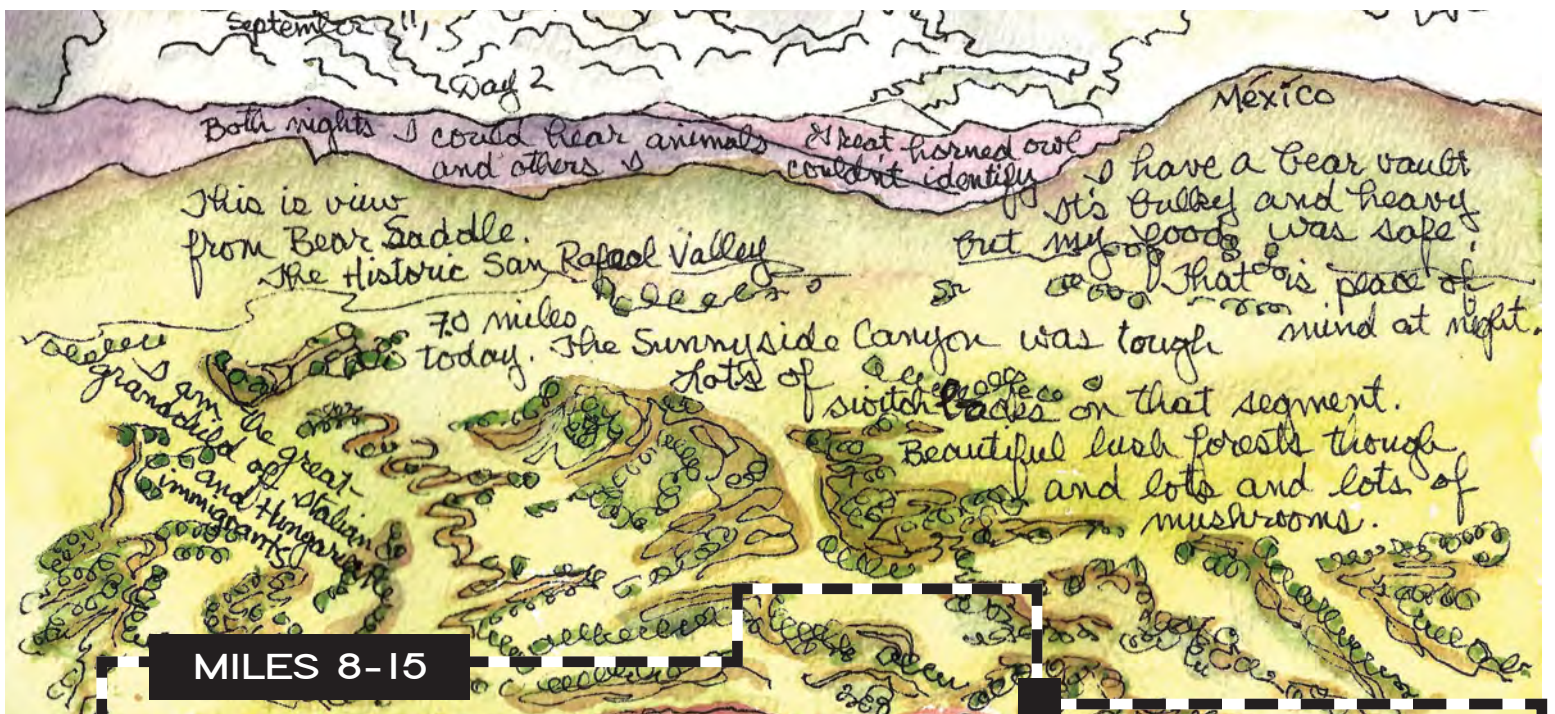 September 11,
Day 2
México
Both nights I could hear animals Great horned owl
and others I couldn't identify
I have a bear vault
It's bulky and heavy
but my food was safe.
That is peace of
mind at night.
This is view
from Bear Saddle.
The Historic San Rafael Valley
7.0 miles
today. The Sunnyside Canyon was tough
Lots of
switchbacks on that segment.
Beautiful lush forests though
and lots and lots of
mushrooms.
I am the great-
grandchild of Italian
and Hungarian
immigrants
MILES 8-15